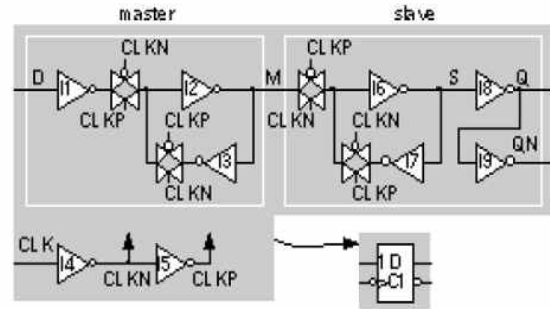 master slave
CLKN CLKP
D I1 I2 M I6 S I8 Q
CLKP CLKP CLKN CLKN
I3 I7 I9 QN
CLKN CLKP
CLK I4 I5
CLKN CLKP
1D
C1